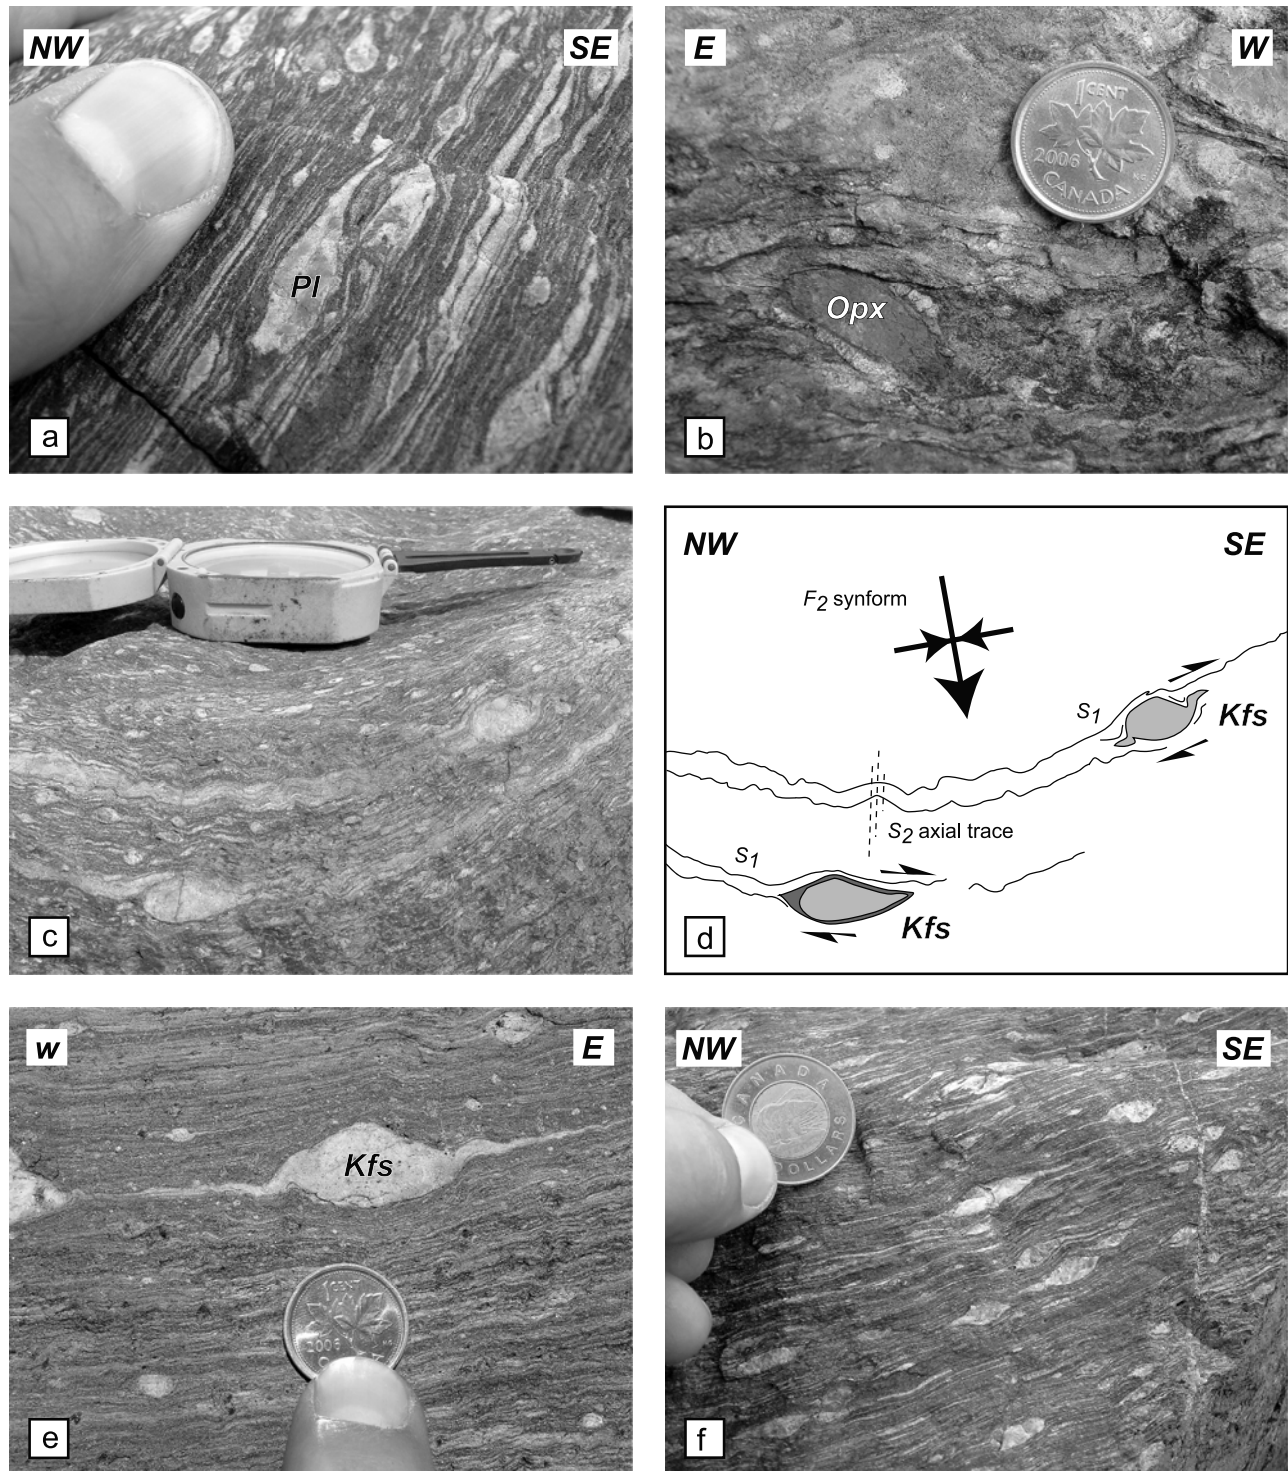 NW
SE
Pl
a
E
W
1 CENT
2006
CANADA
Opx
b
c
NW
SE
F2 synform
S1
Kfs
S2 axial trace
S1
Kfs
d
w
E
Kfs
1 CENT
2006
e
NW
SE
CANADA
DOLLARS
f